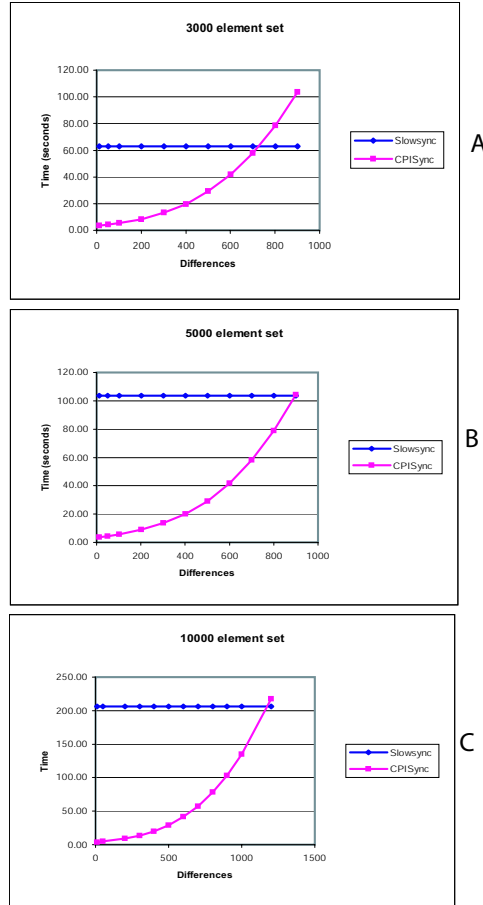 3000 element set
120.00
100.00
80.00
60.00
40.00
20.00
0.00
Time (seconds)
0 200 400 600 800 1000
Differences
Slowsync
CPISync
A
5000 element set
120.00
100.00
80.00
60.00
40.00
20.00
0.00
Time (seconds)
0 200 400 600 800 1000
Differences
Slowsync
CPISync
B
10000 element set
250.00
200.00
150.00
100.00
50.00
0.00
Time
0 500 1000 1500
Differences
Slowsync
CPISync
C